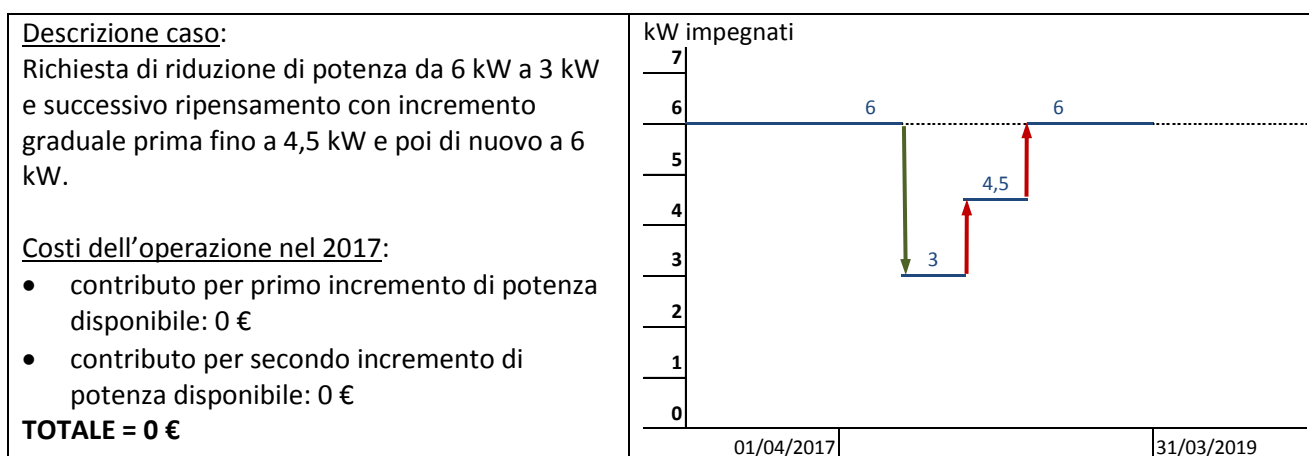 Descrizione caso:
Richiesta di riduzione di potenza da 6 kW a 3 kW
e successivo ripensamento con incremento
graduale prima fino a 4,5 kW e poi di nuovo a 6
kW.
Costi dell’operazione nel 2017:
• contributo per primo incremento di potenza
disponibile: 0 €
• contributo per secondo incremento di
potenza disponibile: 0 €
TOTALE = 0 €
kW impegnati
7
6
6
6
5
4,5
4
3
3
2
1
0
01/04/2017
31/03/2019